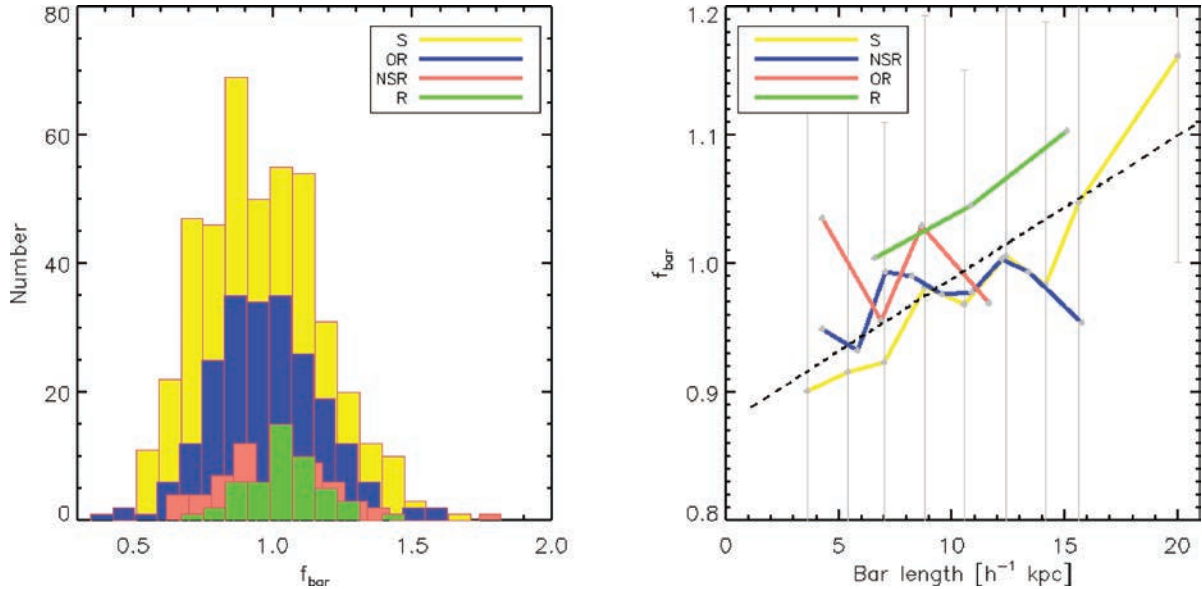 80
60
40
20
0
Number
S
OR
NSR
R
0.5 1.0 1.5 2.0
f_bar
1.2
1.1
1.0
0.9
0.8
f_bar
S
NSR
OR
R
0 5 10 15 20
Bar length [h⁻¹ kpc]